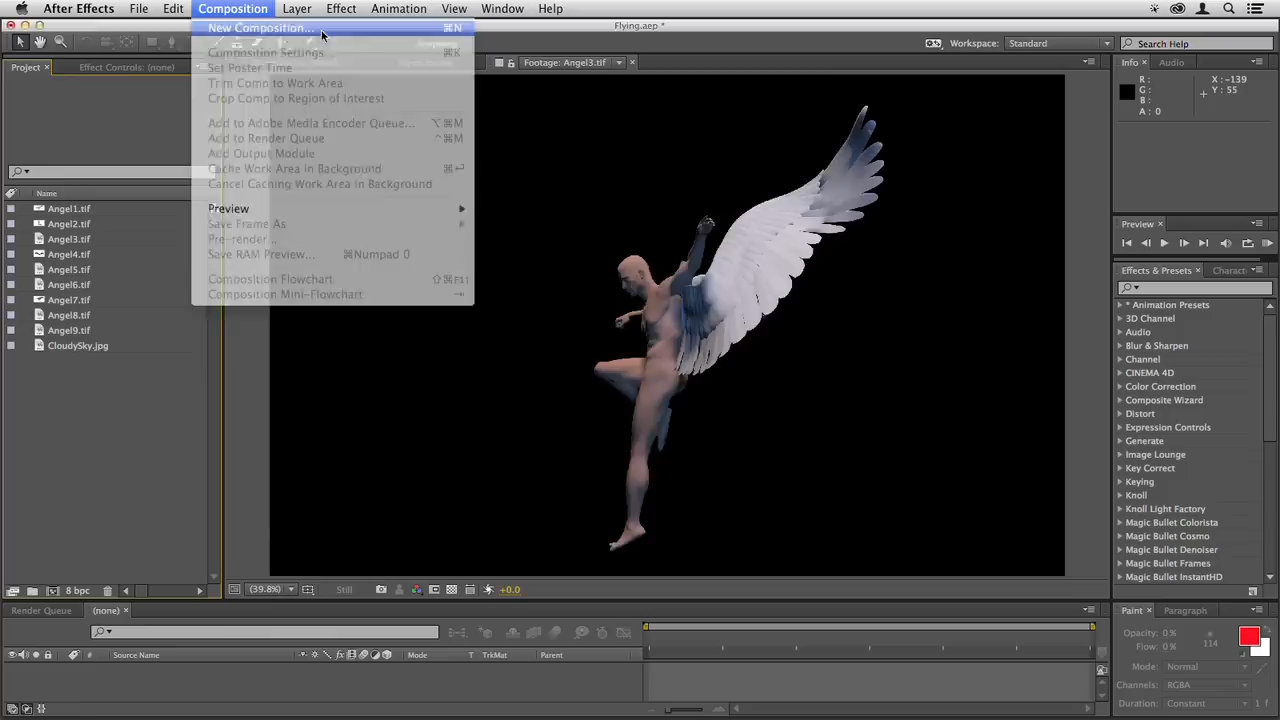 After Effects File Edit Composition Layer Effect Animation View Window Help
Flying.aep *
Workspace: Standard
Search Help
New Composition... ⌘N
Composition Settings... ⌘K
Set Poster Time
Trim Comp to Work Area
Crop Comp to Region of Interest
Add to Adobe Media Encoder Queue... ⌥⌘M
Add to Render Queue ^⌘M
Add Output Module
Cache Work Area in Background ⌘↩
Cancel Caching Work Area in Background
Preview
Save Frame As
Pre-render...
Save RAM Preview... ⌘Numpad 0
Composition Flowchart ⇧⌘F11
Composition Mini-Flowchart
Project Effect Controls: (none)
Name
Angel1.tif
Angel2.tif
Angel3.tif
Angel4.tif
Angel5.tif
Angel6.tif
Angel7.tif
Angel8.tif
Angel9.tif
CloudySky.jpg
8 bpc
Footage: Angel3.tif
(39.8%) Still +0.0
Info Audio
R: X: -139
G: Y: 55
B:
A: 0
Preview
Effects & Presets Charact
* Animation Presets
3D Channel
Audio
Blur & Sharpen
Channel
CINEMA 4D
Color Correction
Composite Wizard
Distort
Expression Controls
Generate
Image Lounge
Key Correct
Keying
Knoll
Knoll Light Factory
Magic Bullet Colorista
Magic Bullet Cosmo
Magic Bullet Denoiser
Magic Bullet InstantHD
Render Queue (none)
# Source Name Mode T TrkMat Parent
Paint Paragraph
Opacity: 0 %
Flow: 0 % 114
Mode: Normal
Channels: RGBA
Duration: Constant 1 f